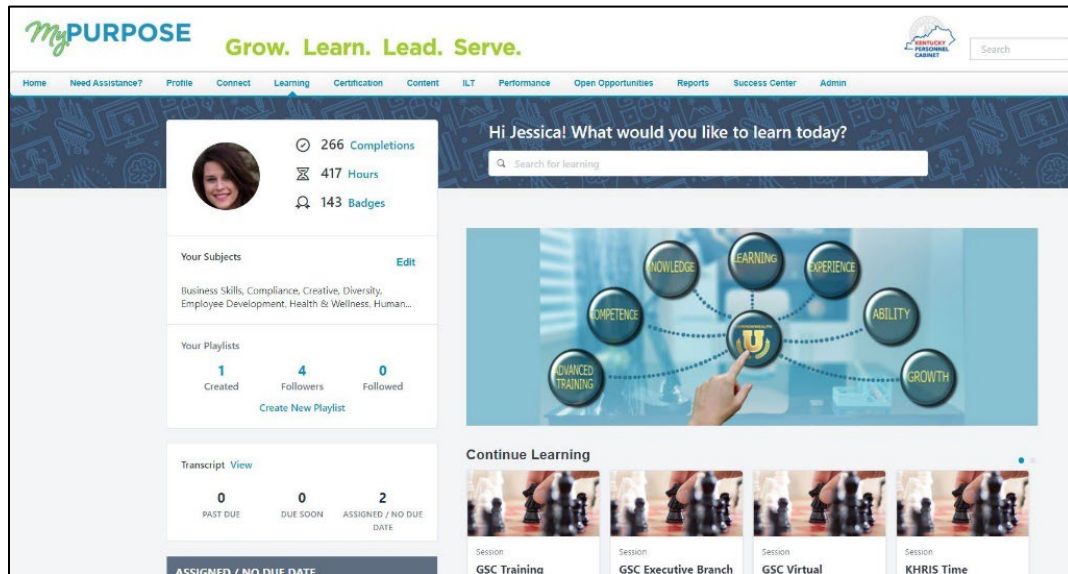 MyPURPOSE
Grow. Learn. Lead. Serve.
KENTUCKY
PERSONNEL
CABINET
Search
Home Need Assistance? Profile Connect Learning Certification Content ILT Performance Open Opportunities Reports Success Center Admin
266 Completions
417 Hours
143 Badges
Hi Jessica! What would you like to learn today?
Search for learning
Your Subjects Edit
Business Skills, Compliance, Creative, Diversity,
Employee Development, Health & Wellness, Human...
Your Playlists
1 4 0
Created Followers Followed
Create New Playlist
Transcript View
0 0 2
PAST DUE DUE SOON ASSIGNED / NO DUE
DATE
ASSIGNED / NO DUE DATE
KNOWLEDGE
LEARNING
EXPERIENCE
COMPETENCE
U
ABILITY
ADVANCED
TRAINING
GROWTH
Continue Learning
Session
GSC Training
Session
GSC Executive Branch
Session
GSC Virtual
Session
KHRIS Time